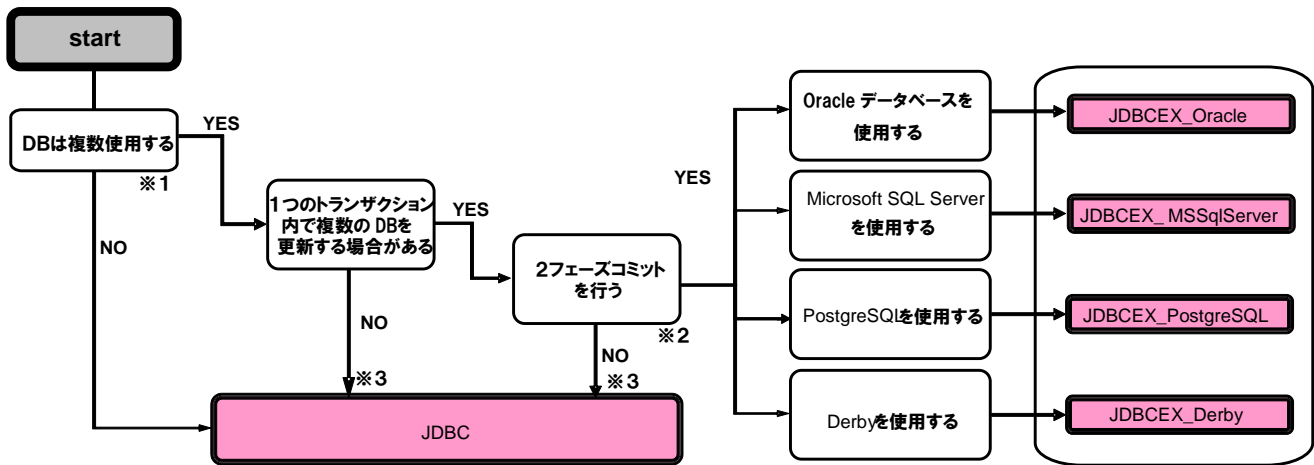 start
DBは複数使用する
※1
YES
NO
1つのトランザクション
内で複数の DBを
更新する場合がある
YES
NO
※3
2フェーズコミット
を行う
※2
NO
※3
YES
JDBC
Oracle データベースを
使用する
JDBCEX_Oracle
Microsoft SQL Server
を使用する
JDBCEX_ MSSqlServer
PostgreSQLを使用する
JDBCEX_PostgreSQL
Derbyを使用する
JDBCEX_Derby